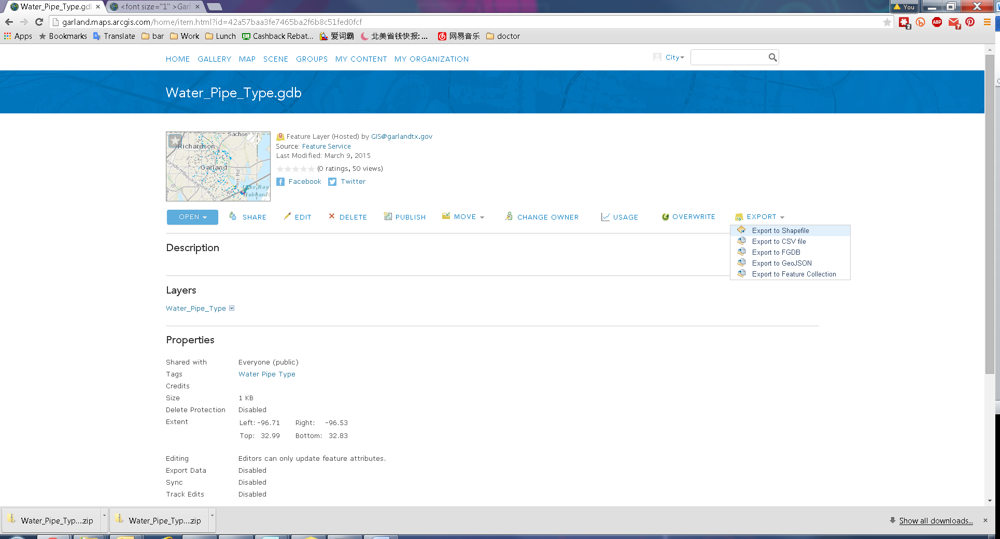 Water_Pipe_Type.gdb
<font size="1" >Garl
You
garland.maps.arcgis.com/home/item.html?id=42a57baa3fe7465ba2f6b8c51fed0fcf
2
ABP
7
Apps Bookmarks Translate bar Work Lunch Cashback Rebat... 爱词霸 北美省钱快报: ... 网易音乐 doctor
HOME GALLERY MAP SCENE GROUPS MY CONTENT MY ORGANIZATION
City
Water_Pipe_Type.gdb
Sachse
Richardson
Garland
Lake Ray
Hubbard
Feature Layer (Hosted) by GIS@garlandtx.gov
Source: Feature Service
Last Modified: March 9, 2015
(0 ratings, 50 views)
Facebook Twitter
OPEN SHARE EDIT DELETE PUBLISH MOVE CHANGE OWNER USAGE OVERWRITE EXPORT
Export to Shapefile
Export to CSV file
Export to FGDB
Export to GeoJSON
Export to Feature Collection
Description
Layers
Water_Pipe_Type
Properties
Shared with Everyone (public)
Tags Water Pipe Type
Credits
Size 1 KB
Delete Protection Disabled
Extent Left: -96.71 Right: -96.53
Top: 32.99 Bottom: 32.83
Editing Editors can only update feature attributes.
Export Data Disabled
Sync Disabled
Track Edits Disabled
Water_Pipe_Typ....zip Water_Pipe_Typ....zip Show all downloads...